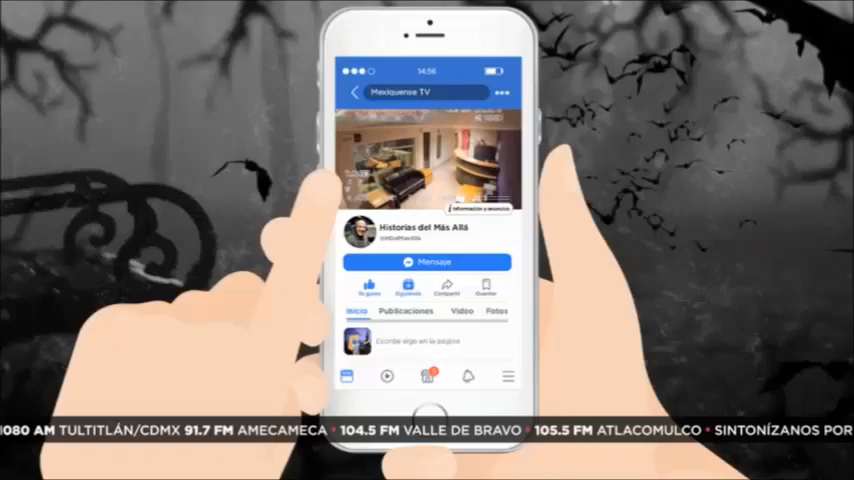 14:56
Mexiquense TV
Información y anuncios
Historias del Más Allá
Mensaje
Te gusta Siguiendo Compartir Guardar
Inicio Publicaciones Video Fotos
Escribe algo en la página
1080 AM TULTITLÁN/CDMX 91.7 FM AMECAMECA • 104.5 FM VALLE DE BRAVO • 105.5 FM ATLACOMULCO • SINTONÍZANOS POR